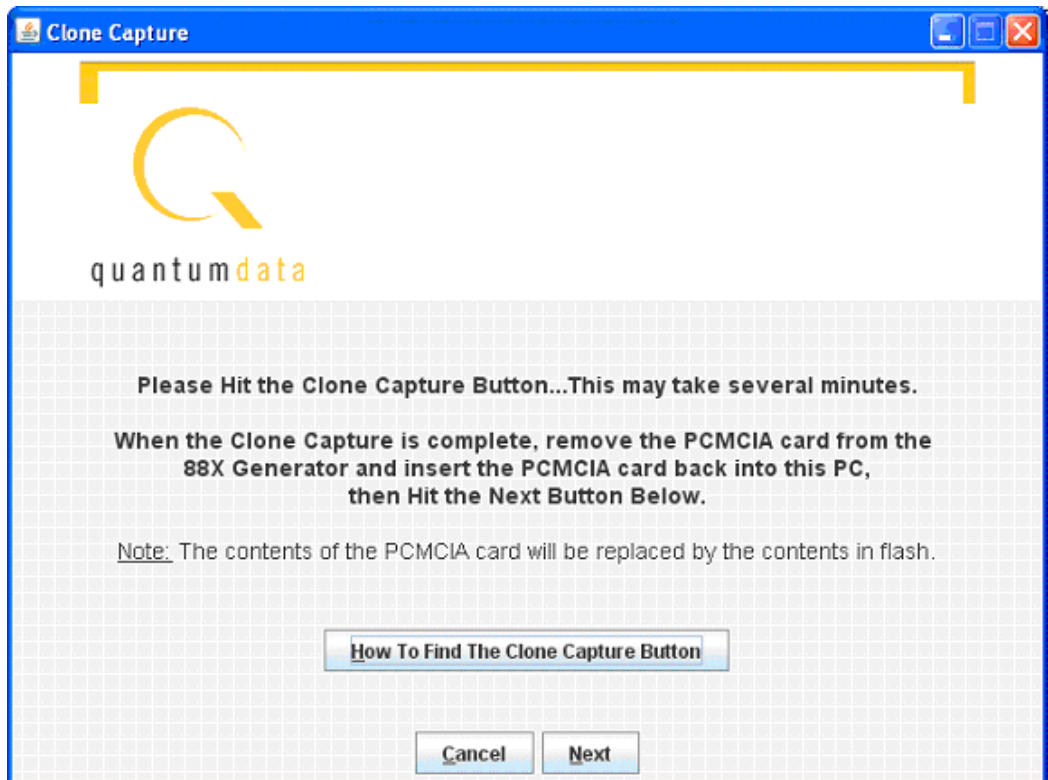 Clone Capture
quantumdata
Please Hit the Clone Capture Button...This may take several minutes.
When the Clone Capture is complete, remove the PCMCIA card from the
88X Generator and insert the PCMCIA card back into this PC,
then Hit the Next Button Below.
Note: The contents of the PCMCIA card will be replaced by the contents in flash.
How To Find The Clone Capture Button
Cancel Next